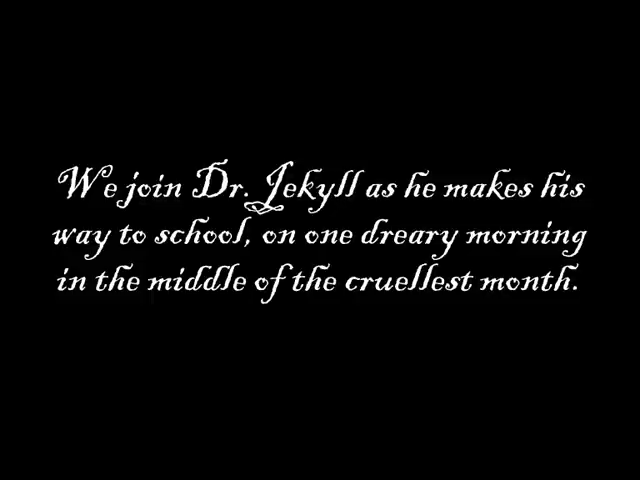 We join Dr. Jekyll as he makes his
way to school, on one dreary morning
in the middle of the cruellest month.